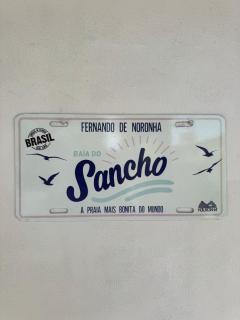 FERNANDO DE NORONHA
BRASIL
BAÍA DO
Sancho
A PRAIA MAIS BONITA DO MUNDO